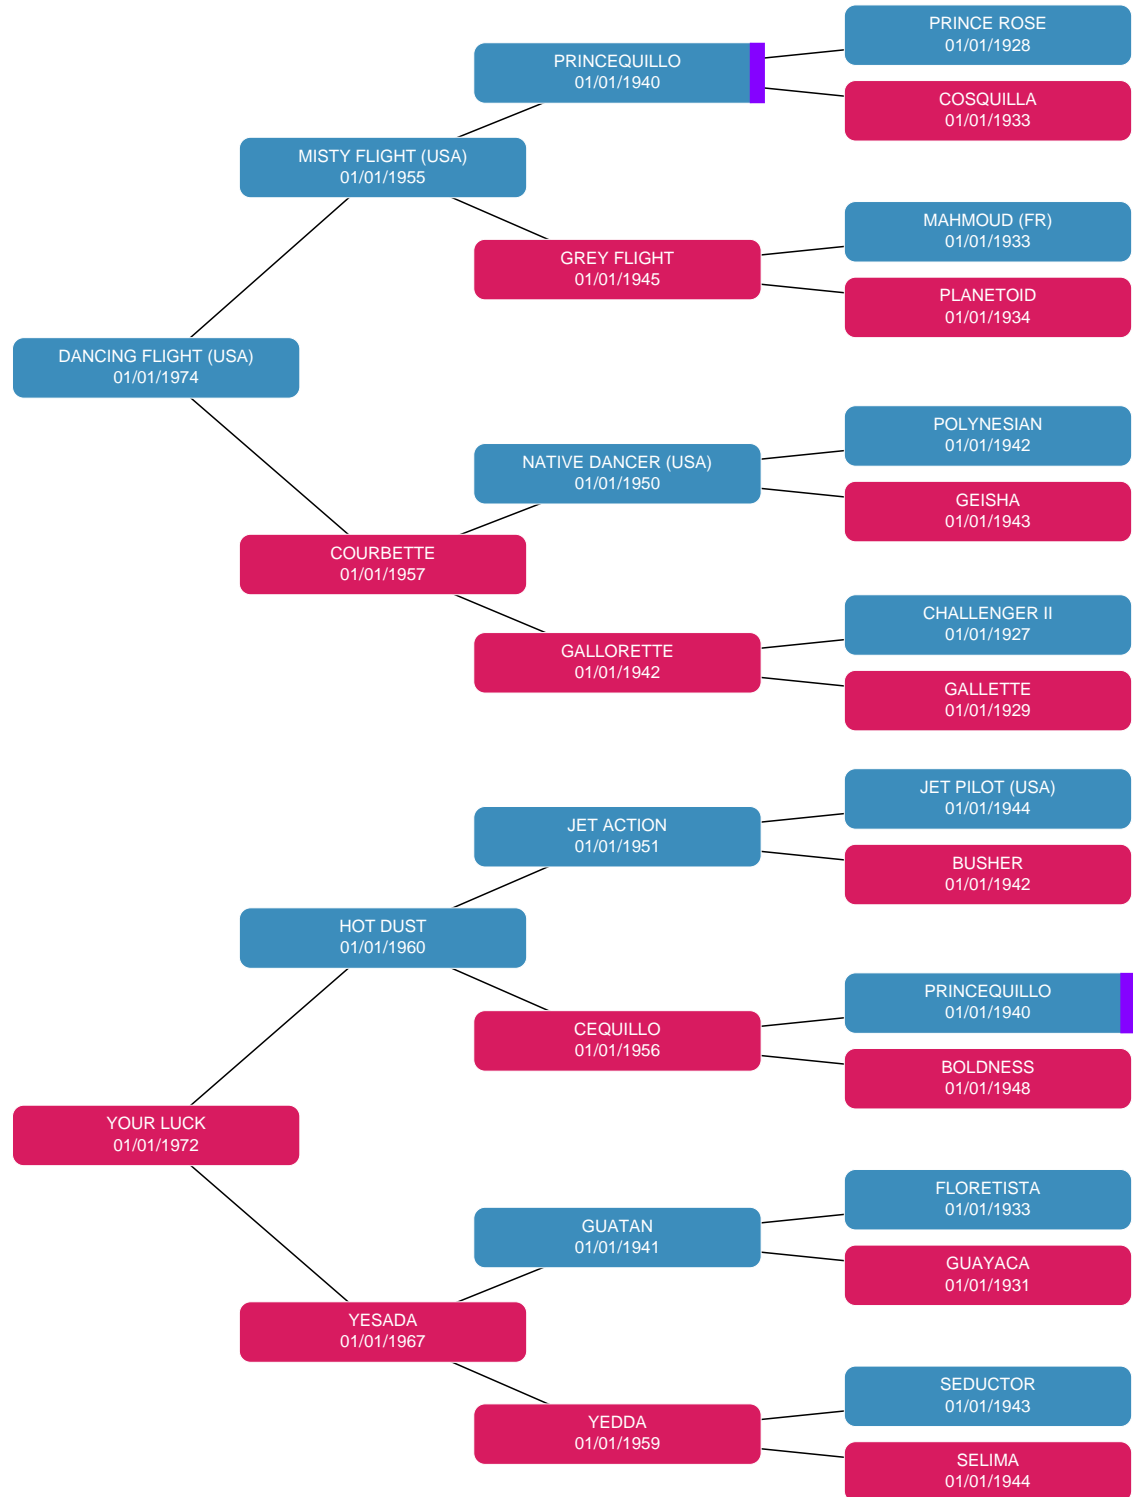 PRINCE ROSE
01/01/1928
PRINCEQUILLO
01/01/1940
COSQUILLA
01/01/1933
MISTY FLIGHT (USA)
01/01/1955
MAHMOUD (FR)
01/01/1933
GREY FLIGHT
01/01/1945
PLANETOID
01/01/1934
DANCING FLIGHT (USA)
01/01/1974
POLYNESIAN
01/01/1942
NATIVE DANCER (USA)
01/01/1950
GEISHA
01/01/1943
COURBETTE
01/01/1957
CHALLENGER II
01/01/1927
GALLORETTE
01/01/1942
GALLETTE
01/01/1929
JET PILOT (USA)
01/01/1944
JET ACTION
01/01/1951
BUSHER
01/01/1942
HOT DUST
01/01/1960
PRINCEQUILLO
01/01/1940
CEQUILLO
01/01/1956
BOLDNESS
01/01/1948
YOUR LUCK
01/01/1972
FLORETISTA
01/01/1933
GUATAN
01/01/1941
GUAYACA
01/01/1931
YESADA
01/01/1967
SEDUCTOR
01/01/1943
YEDDA
01/01/1959
SELIMA
01/01/1944